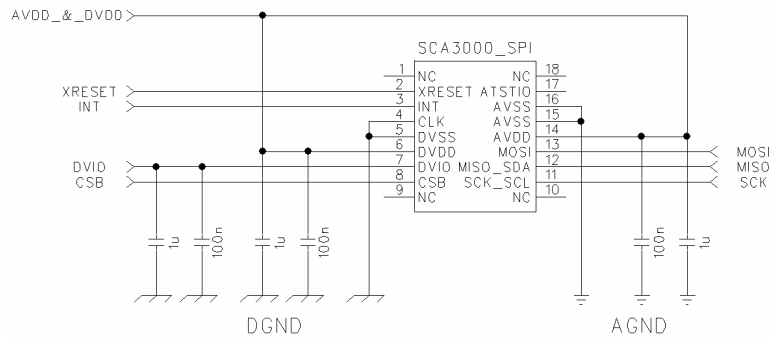 AVDD_&_DVDD
SCA3000_SPI
1 NC NC 18
XRESET 2 XRESET ATSTIO 17
INT 3 INT AVSS 16
4 CLK AVSS 15
5 DVSS AVDD 14
6 DVDD MOSI 13 MOSI
DVIO 7 DVIO MISO_SDA 12 MISO
CSB 8 CSB SCK_SCL 11 SCK
9 NC NC 10
1u 100n 1u 100n 100n 1u
DGND AGND